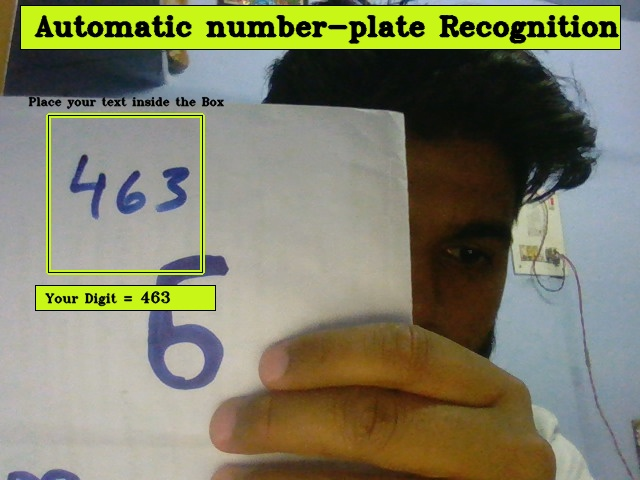 Automatic number-plate Recognition
Place your text inside the Box
463
Your Digit = 463
6